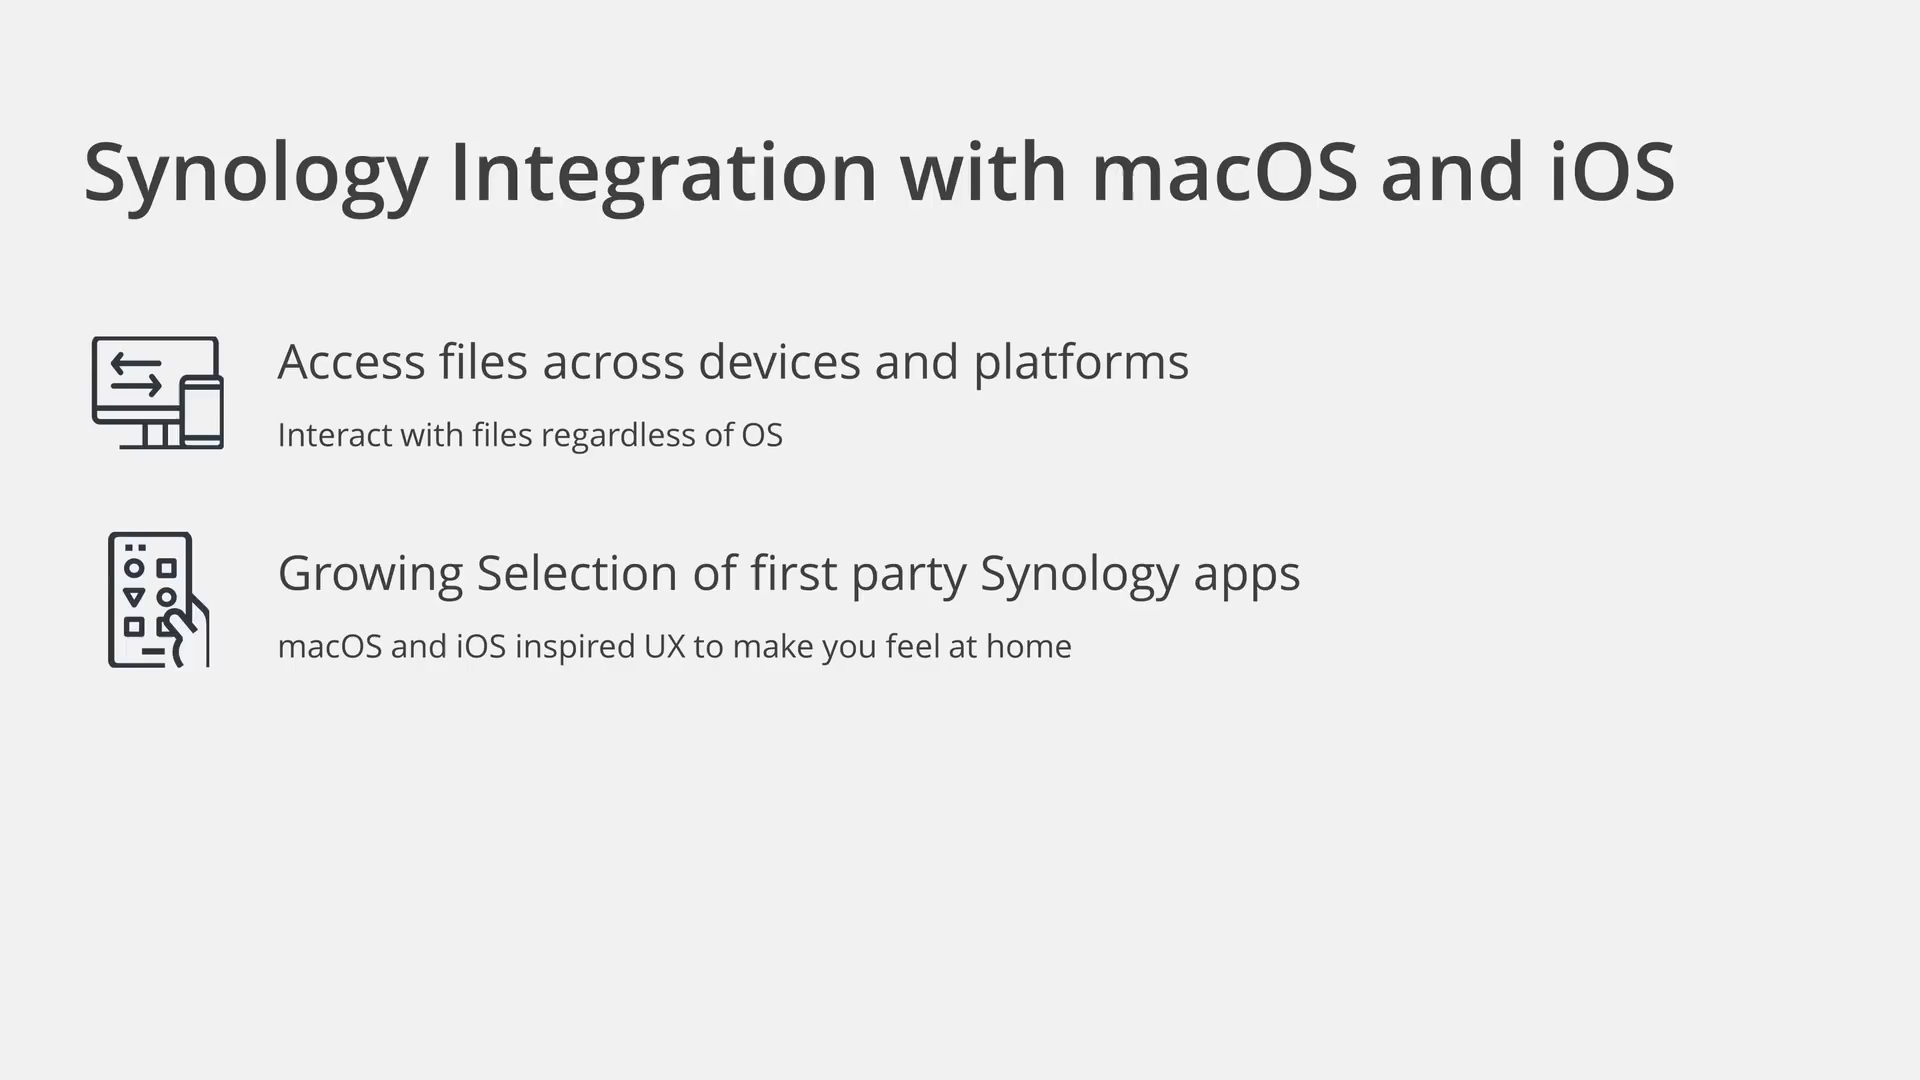 Synology Integration with macOS and iOS
Access files across devices and platforms
Interact with files regardless of OS
Growing Selection of first party Synology apps
macOS and iOS inspired UX to make you feel at home